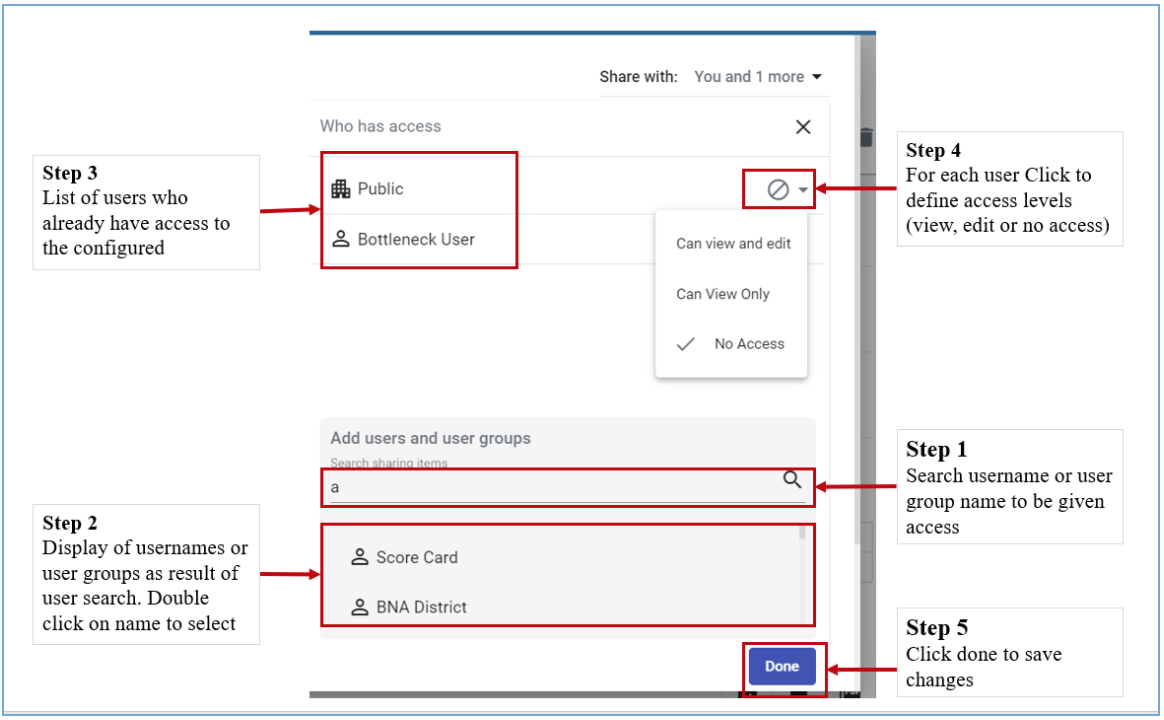 Share with: You and 1 more
Who has access
Step 3
List of users who
already have access to
the configured
Public
Bottleneck User
Can view and edit
Can View Only
No Access
Step 4
For each user Click to
define access levels
(view, edit or no access)
Add users and user groups
Search sharing items
a
Step 1
Search username or user
group name to be given
access
Step 2
Display of usernames or
user groups as result of
user search. Double
click on name to select
Score Card
BNA District
Done
Step 5
Click done to save
changes